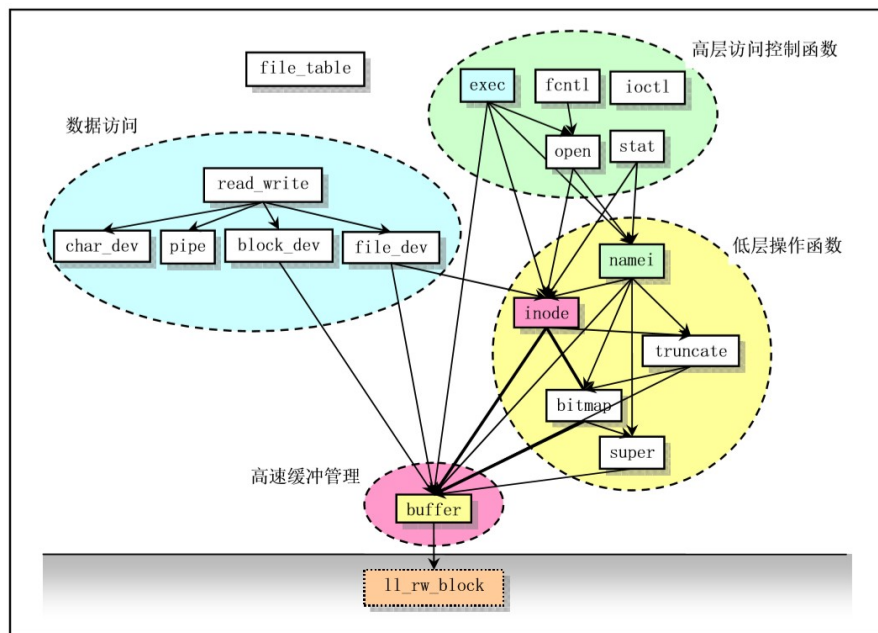 高层访问控制函数
file_table
exec
fcntl
ioctl
数据访问
open
stat
read_write
char_dev
pipe
block_dev
file_dev
namei
低层操作函数
inode
truncate
bitmap
super
高速缓冲管理
buffer
ll_rw_block